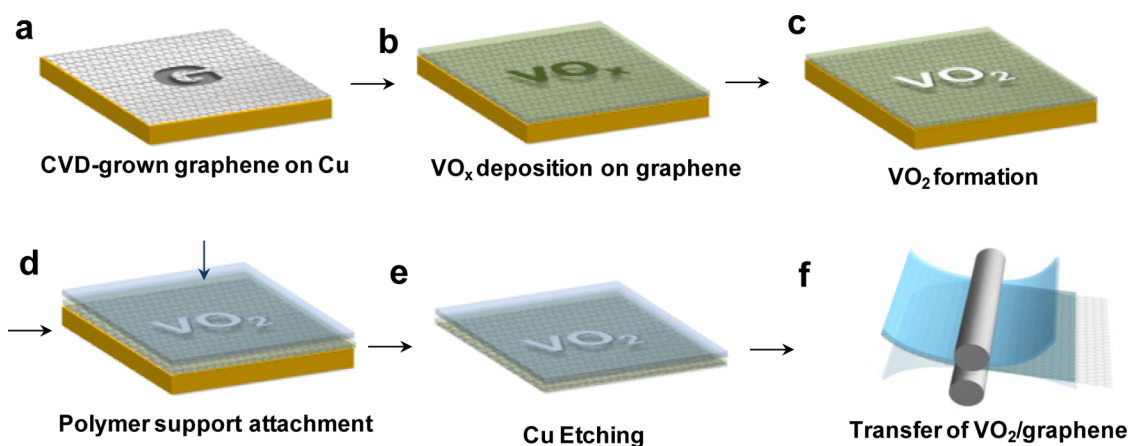 a
G
CVD-grown graphene on Cu
b
VOₓ
VOₓ deposition on graphene
c
VO₂
VO₂ formation
d
VO₂
Polymer support attachment
e
VO₂
Cu Etching
f
Transfer of VO₂/graphene